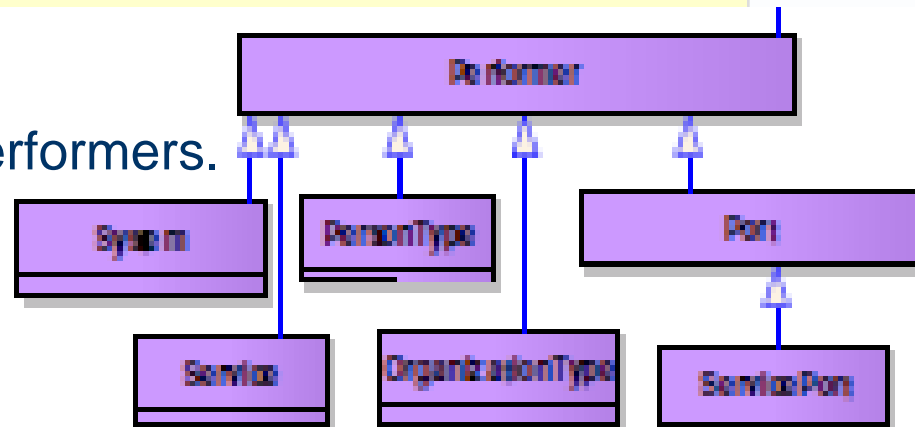 Performer
erformers.
System
PersonType
Port
Service
OrganizationType
ServicePort